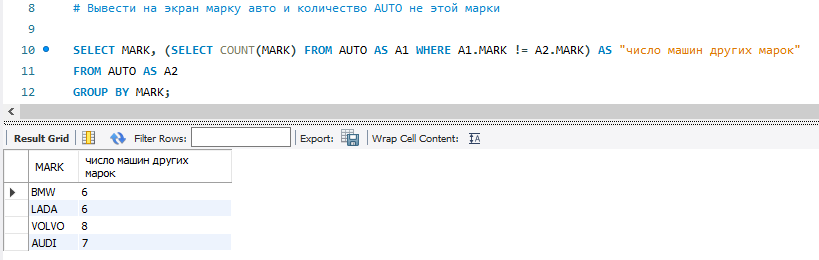 8 # Вывести на экран марку авто и количество AUTO не этой марки
9
10 SELECT MARK, (SELECT COUNT(MARK) FROM AUTO AS A1 WHERE A1.MARK != A2.MARK) AS "число машин других марок"
11 FROM AUTO AS A2
12 GROUP BY MARK;
Result Grid Filter Rows: Export: Wrap Cell Content: IA
MARK число машин других
марок
BMW 6
LADA 6
VOLVO 8
AUDI 7